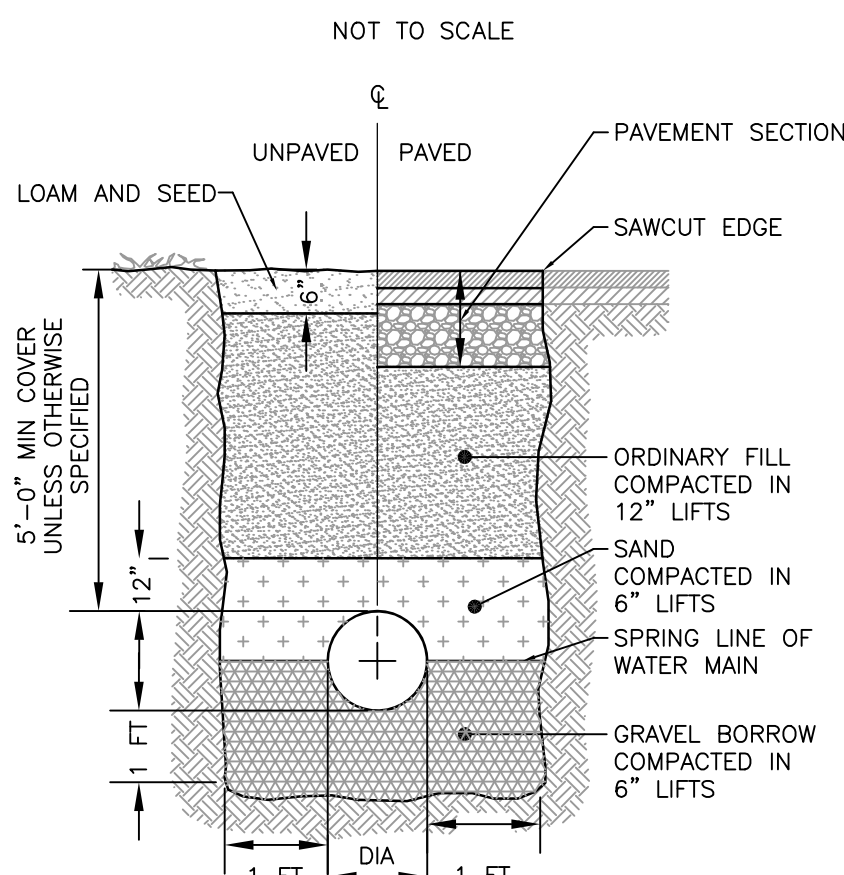 NOT TO SCALE
℄
UNPAVED
PAVED
PAVEMENT SECTION
LOAM AND SEED
SAWCUT EDGE
6"
5'-0" MIN COVER
UNLESS OTHERWISE
SPECIFIED
ORDINARY FILL
COMPACTED IN
12" LIFTS
12"
SAND
COMPACTED IN
6" LIFTS
SPRING LINE OF
WATER MAIN
1 FT
GRAVEL BORROW
COMPACTED IN
6" LIFTS
1 FT
DIA
1 FT